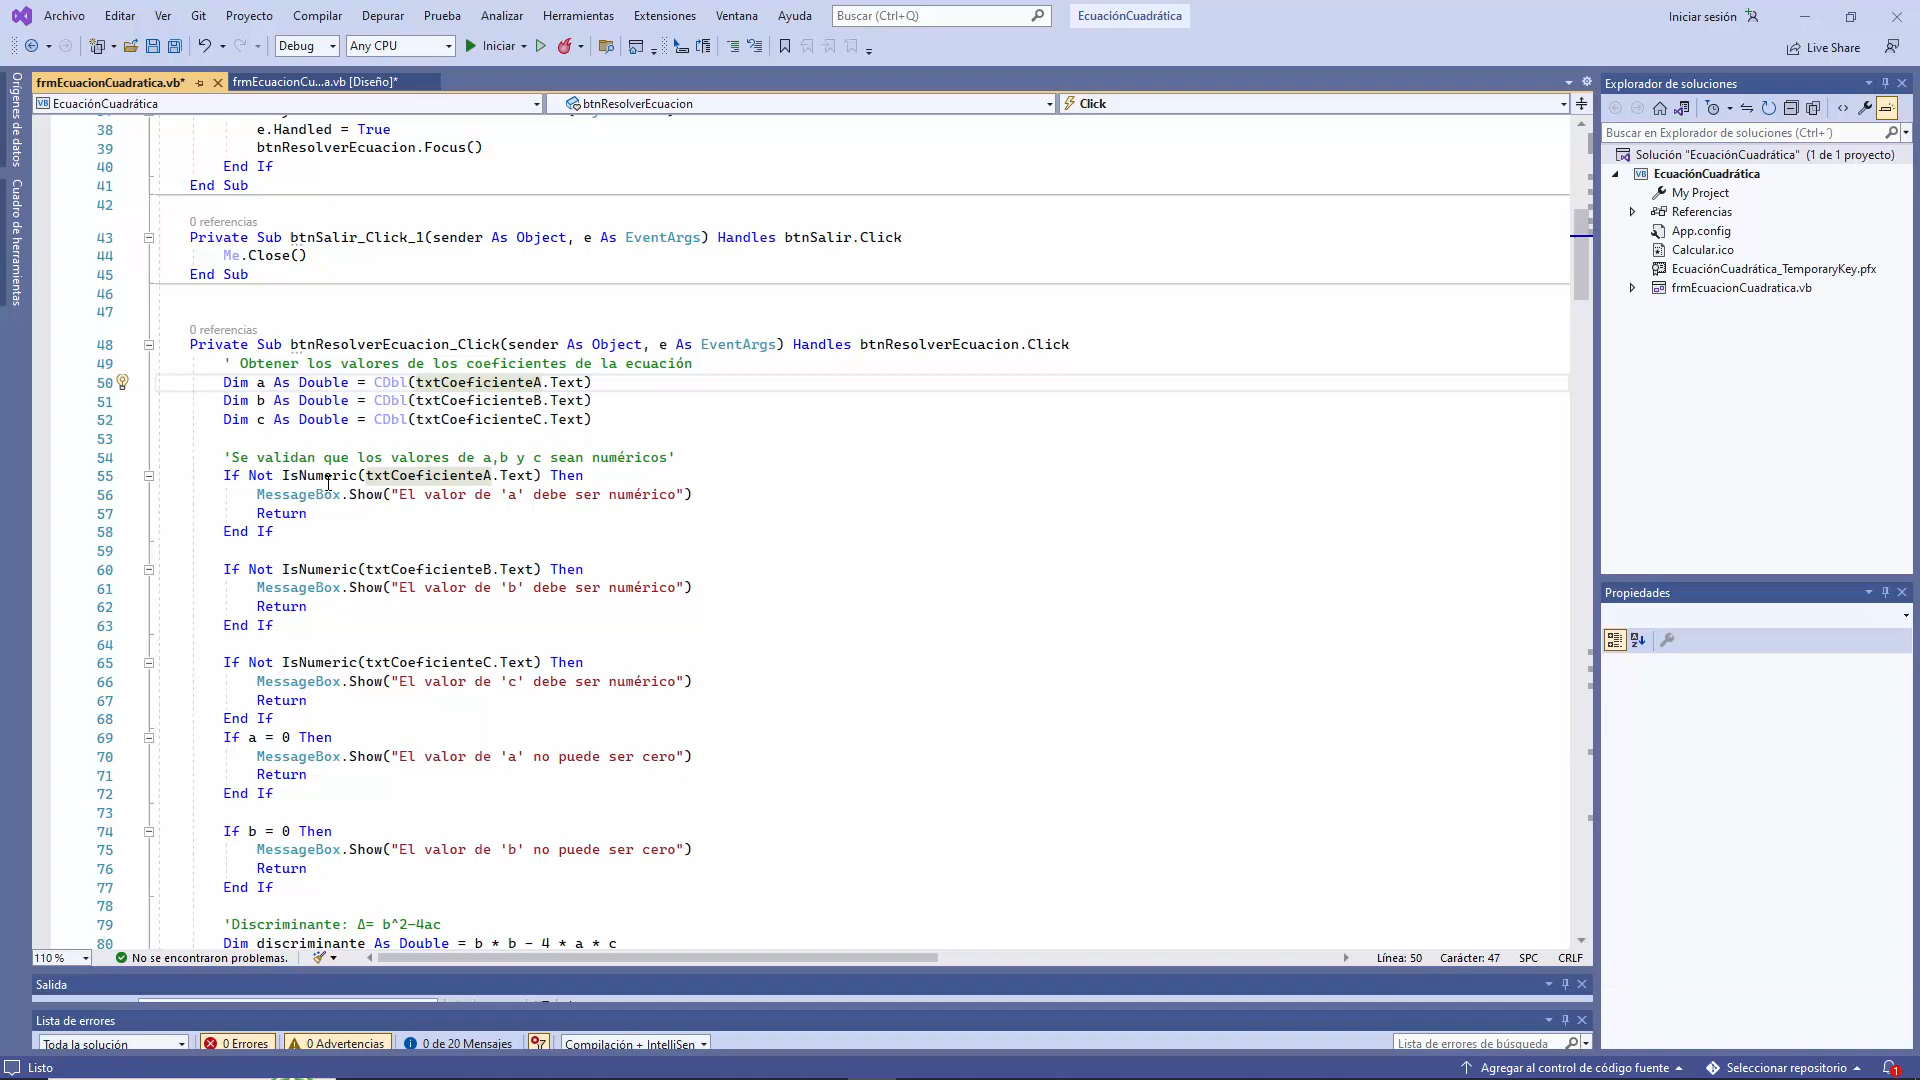 Archivo Editar Ver Git Proyecto Compilar Depurar Prueba Analizar Herramientas Extensiones Ventana Ayuda Buscar (Ctrl+Q) EcuaciónCuadrática Iniciar sesión
Debug Any CPU Iniciar Live Share
Orígenes de datos
Cuadro de herramientas
frmEcuacionCuadratica.vb* frmEcuacionCu...a.vb [Diseño]*
VB EcuaciónCuadrática btnResolverEcuacion Click
38 e.Handled = True
39 btnResolverEcuacion.Focus()
40 End If
41 End Sub
42
0 referencias
43 Private Sub btnSalir_Click_1(sender As Object, e As EventArgs) Handles btnSalir.Click
44 Me.Close()
45 End Sub
46
47
0 referencias
48 Private Sub btnResolverEcuacion_Click(sender As Object, e As EventArgs) Handles btnResolverEcuacion.Click
49 ' Obtener los valores de los coeficientes de la ecuación
50 Dim a As Double = CDbl(txtCoeficienteA.Text)
51 Dim b As Double = CDbl(txtCoeficienteB.Text)
52 Dim c As Double = CDbl(txtCoeficienteC.Text)
53
54 'Se validan que los valores de a,b y c sean numéricos'
55 If Not IsNumeric(txtCoeficienteA.Text) Then
56 MessageBox.Show("El valor de 'a' debe ser numérico")
57 Return
58 End If
59
60 If Not IsNumeric(txtCoeficienteB.Text) Then
61 MessageBox.Show("El valor de 'b' debe ser numérico")
62 Return
63 End If
64
65 If Not IsNumeric(txtCoeficienteC.Text) Then
66 MessageBox.Show("El valor de 'c' debe ser numérico")
67 Return
68 End If
69 If a = 0 Then
70 MessageBox.Show("El valor de 'a' no puede ser cero")
71 Return
72 End If
73
74 If b = 0 Then
75 MessageBox.Show("El valor de 'b' no puede ser cero")
76 Return
77 End If
78
79 'Discriminante: Δ= b^2-4ac
80 Dim discriminante As Double = b * b - 4 * a * c
110 % No se encontraron problemas. Línea: 50 Carácter: 47 SPC CRLF
Salida
Lista de errores
Toda la solución 0 Errores 0 Advertencias 0 de 20 Mensajes Compilación + IntelliSen Lista de errores de búsqueda
Explorador de soluciones
Buscar en Explorador de soluciones (Ctrl+´)
Solución "EcuaciónCuadrática" (1 de 1 proyecto)
VB EcuaciónCuadrática
My Project
Referencias
App.config
Calcular.ico
EcuaciónCuadrática_TemporaryKey.pfx
frmEcuacionCuadratica.vb
Propiedades
Listo Agregar al control de código fuente Seleccionar repositorio 1